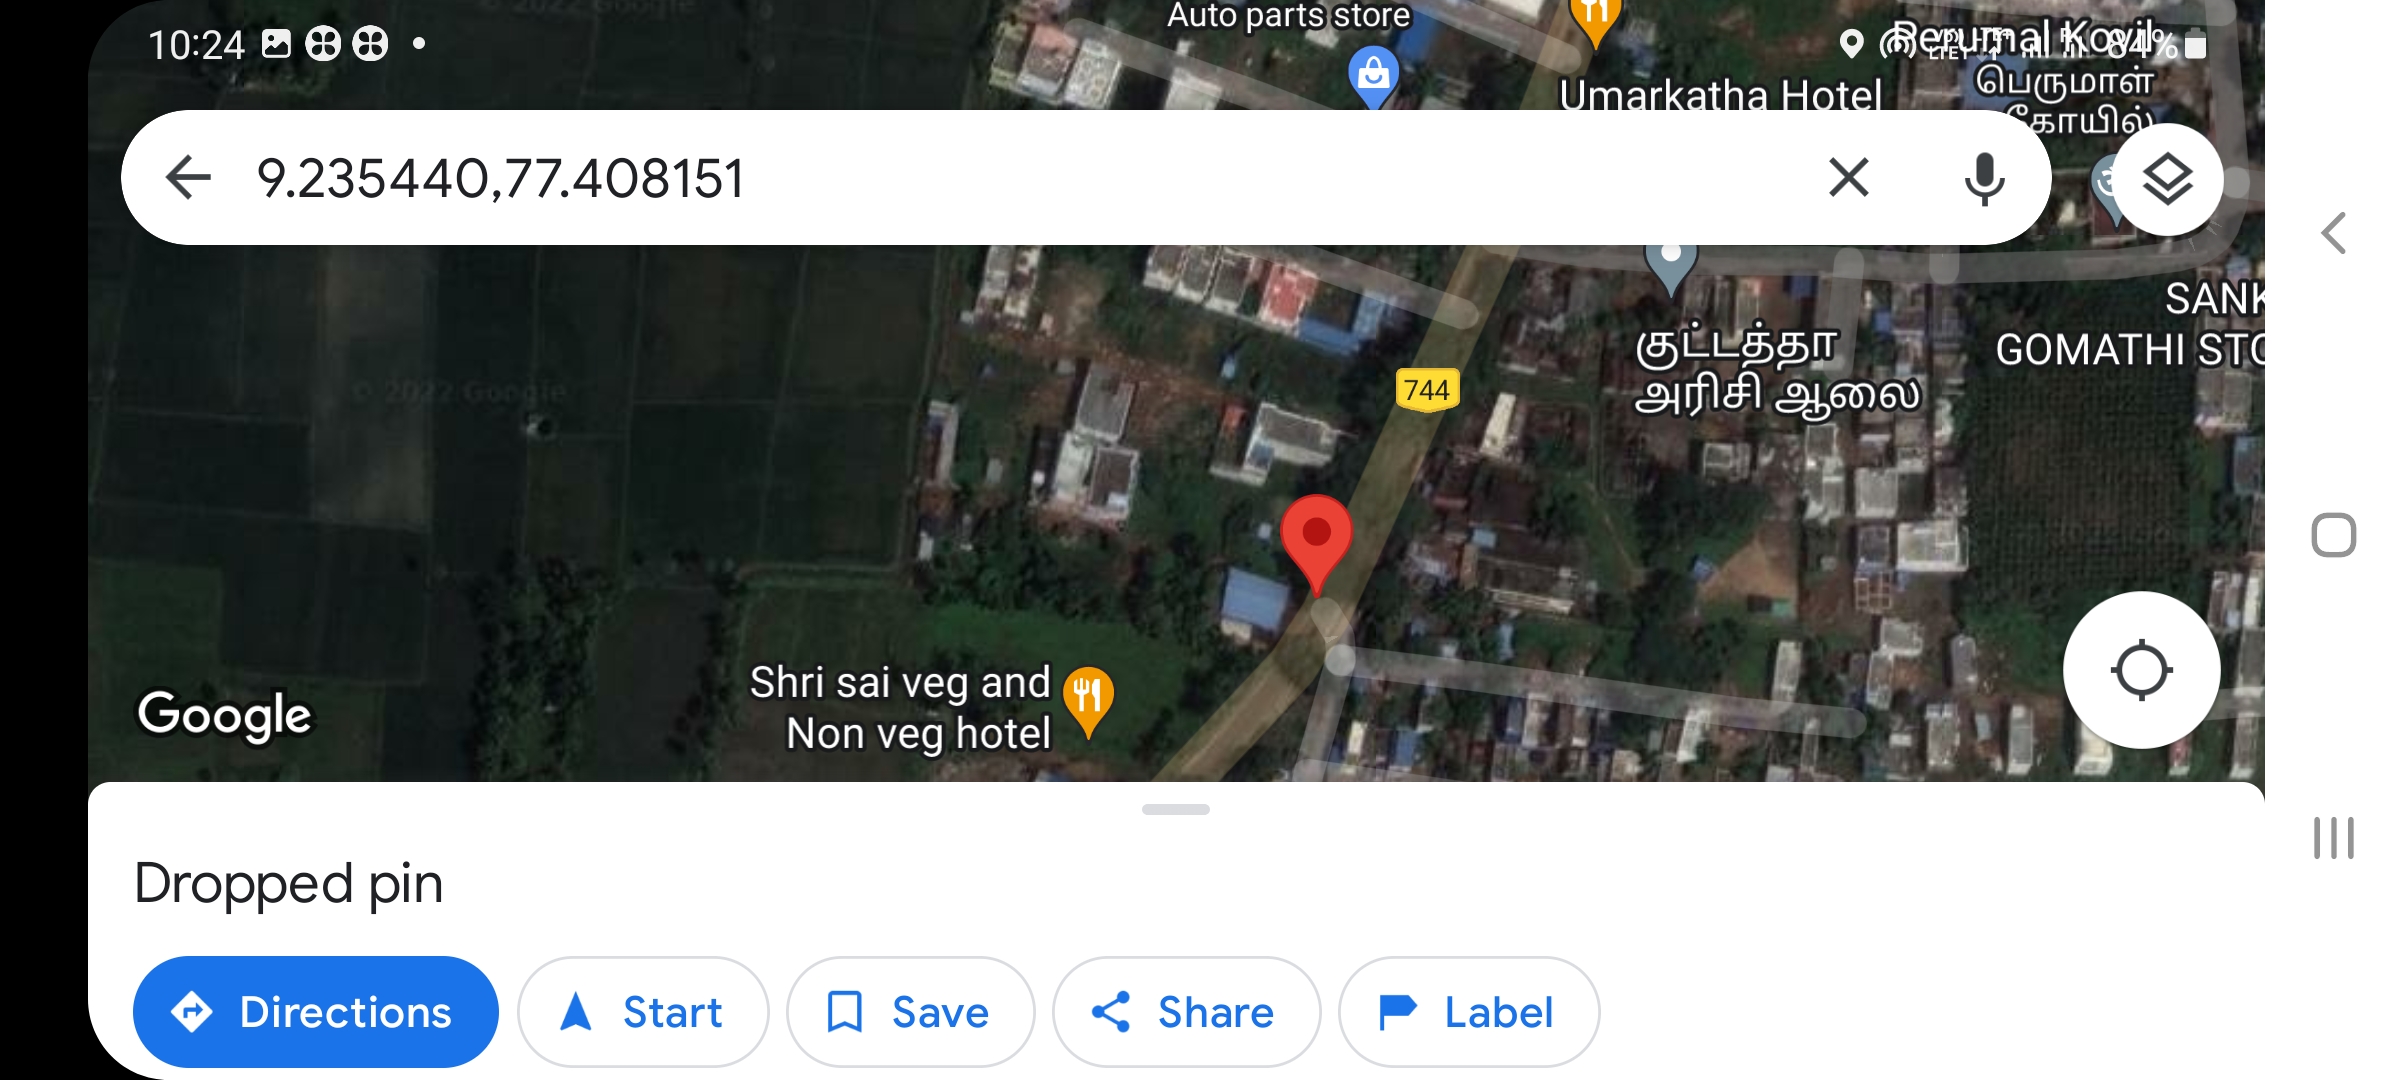 © 2022 Google
Auto parts store
10:24
Perumal Kovil
84%
பெருமாள்
கோயில்
Umarkatha Hotel
9.235440,77.408151
SANK
GOMATHI STO
குட்டத்தா
அரிசி ஆலை
744
© 2022 Google
Shri sai veg and
Non veg hotel
Google
Dropped pin
Directions
Start
Save
Share
Label